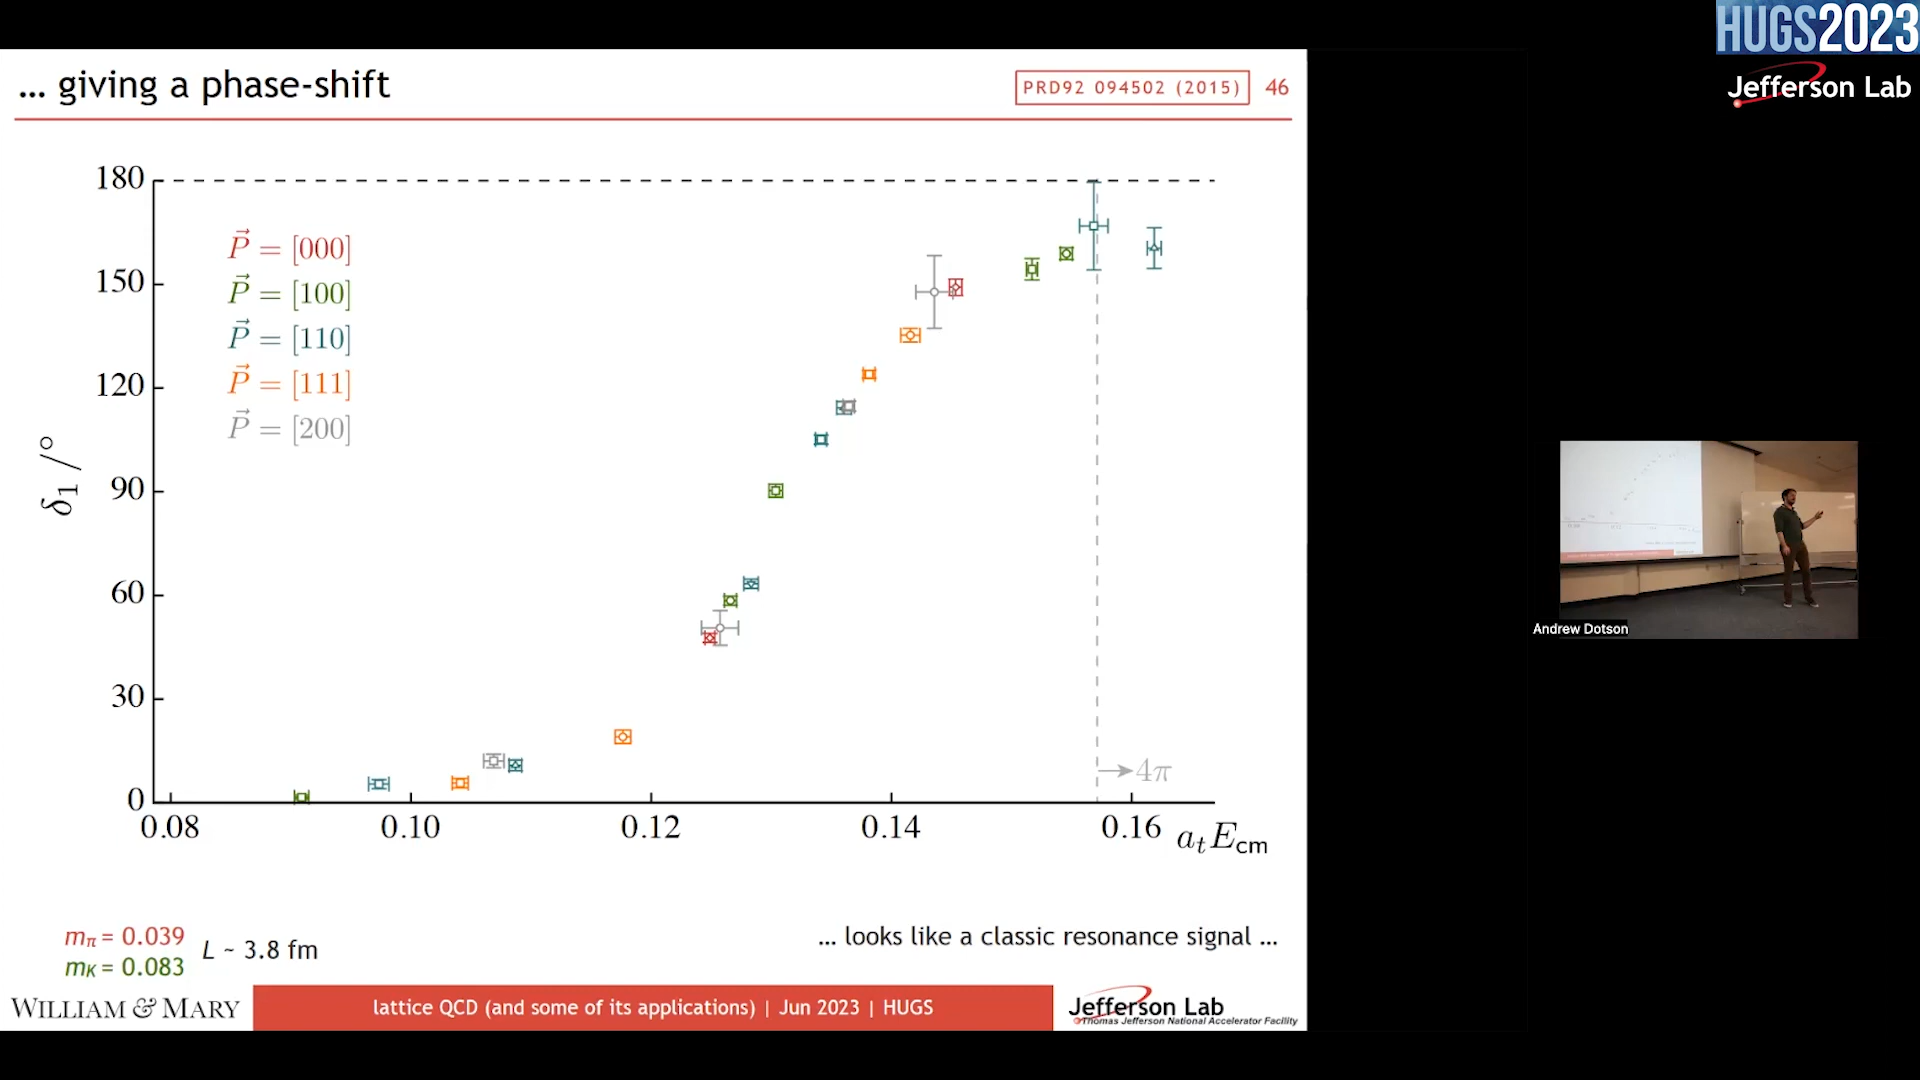 HUGS2023
Jefferson Lab
... giving a phase-shift
PRD92 094502 (2015)
46
180
150
120
90
60
30
0
δ₁ /°
P⃗ = [000]
P⃗ = [100]
P⃗ = [110]
P⃗ = [111]
P⃗ = [200]
→4π
0.08 0.10 0.12 0.14 0.16 aₜ E_cm
mπ = 0.039
mK = 0.083
L ~ 3.8 fm
... looks like a classic resonance signal ...
WILLIAM & MARY
lattice QCD (and some of its applications) | Jun 2023 | HUGS
Jefferson Lab
Thomas Jefferson National Accelerator Facility
Andrew Dotson